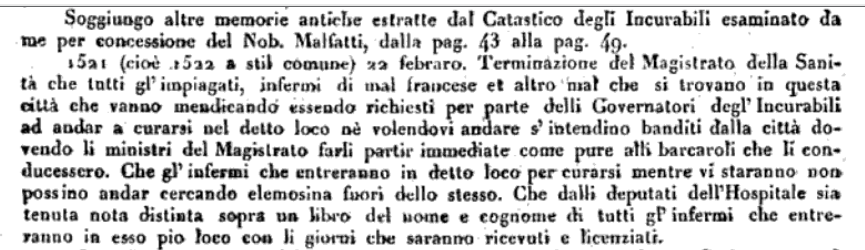 Soggiungo altre memorie antiche estratte dal Catastico degli Incurabili esaminato da
me per concessione del Nob. Malfatti, dalla pag. 43 alla pag. 49.
1521 (cioè 1522 a stil comune) 22 febraro. Terminazione del Magistrato della Sani-
tà che tutti gl'impiagati, infermi di mal francese et altro mal che si trovano in questa
città che vanno mendicando essendo richiesti per parte delli Governatori degl'Incurabili
ad andar a curarsi nel detto loco nè volendovi andare s'intendino banditi dalla città do-
vendo li ministri del Magistrato farli partir immediate come pure alli barcaroli che li con-
ducessero. Che gl'infermi che entreranno in detto loco per curarsi mentre vi staranno non
possino andar cercando elemosina fuori dello stesso. Che dalli deputati dell'Hospitale sia
tenuta nota distinta sopra un libro del nome e cognome di tutti gl'infermi che entre-
ranno in esso pio loco con li giorni che saranno ricevuti e licenziati.